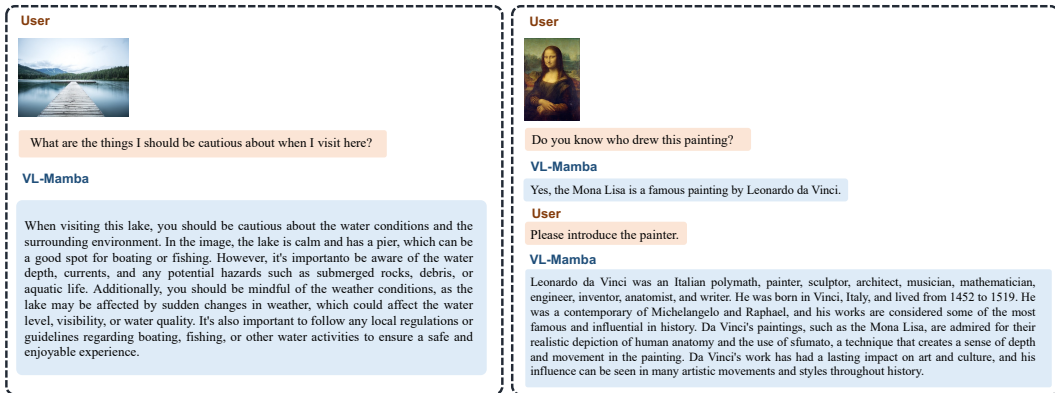 User
What are the things I should be cautious about when I visit here?
VL-Mamba
When visiting this lake, you should be cautious about the water conditions and the
surrounding environment. In the image, the lake is calm and has a pier, which can be
a good spot for boating or fishing. However, it's importanto be aware of the water
depth, currents, and any potential hazards such as submerged rocks, debris, or
aquatic life. Additionally, you should be mindful of the weather conditions, as the
lake may be affected by sudden changes in weather, which could affect the water
level, visibility, or water quality. It's also important to follow any local regulations or
guidelines regarding boating, fishing, or other water activities to ensure a safe and
enjoyable experience.
User
Do you know who drew this painting?
VL-Mamba
Yes, the Mona Lisa is a famous painting by Leonardo da Vinci.
User
Please introduce the painter.
VL-Mamba
Leonardo da Vinci was an Italian polymath, painter, sculptor, architect, musician, mathematician,
engineer, inventor, anatomist, and writer. He was born in Vinci, Italy, and lived from 1452 to 1519. He
was a contemporary of Michelangelo and Raphael, and his works are considered some of the most
famous and influential in history. Da Vinci's paintings, such as the Mona Lisa, are admired for their
realistic depiction of human anatomy and the use of sfumato, a technique that creates a sense of depth
and movement in the painting. Da Vinci's work has had a lasting impact on art and culture, and his
influence can be seen in many artistic movements and styles throughout history.